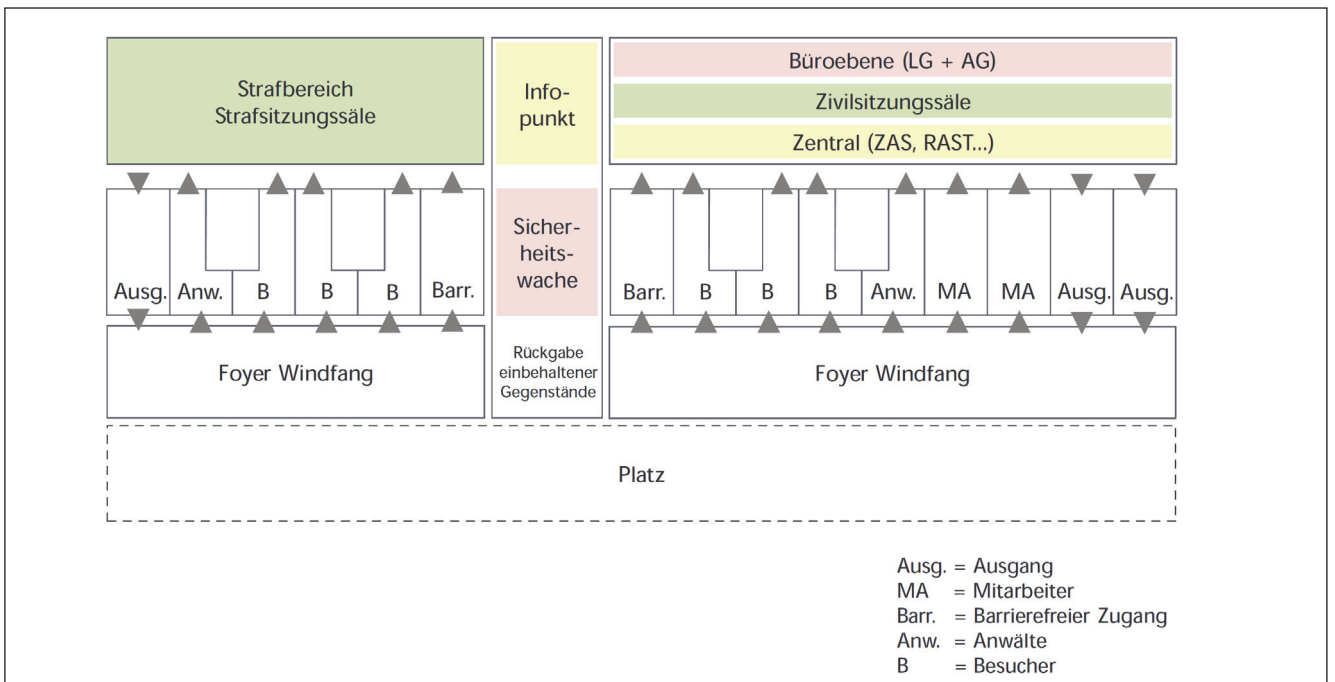 Strafbereich
Strafsitzungssäle
Info-
punkt
Büroebene (LG + AG)
Zivilsitzungssäle
Zentral (ZAS, RAST...)
Ausg. Anw. B B B Barr.
Sicher-
heits-
wache
Barr. B B B Anw. MA MA Ausg. Ausg.
Foyer Windfang
Rückgabe
einbehaltener
Gegenstände
Foyer Windfang
Platz
Ausg. = Ausgang
MA = Mitarbeiter
Barr. = Barrierefreier Zugang
Anw. = Anwälte
B = Besucher